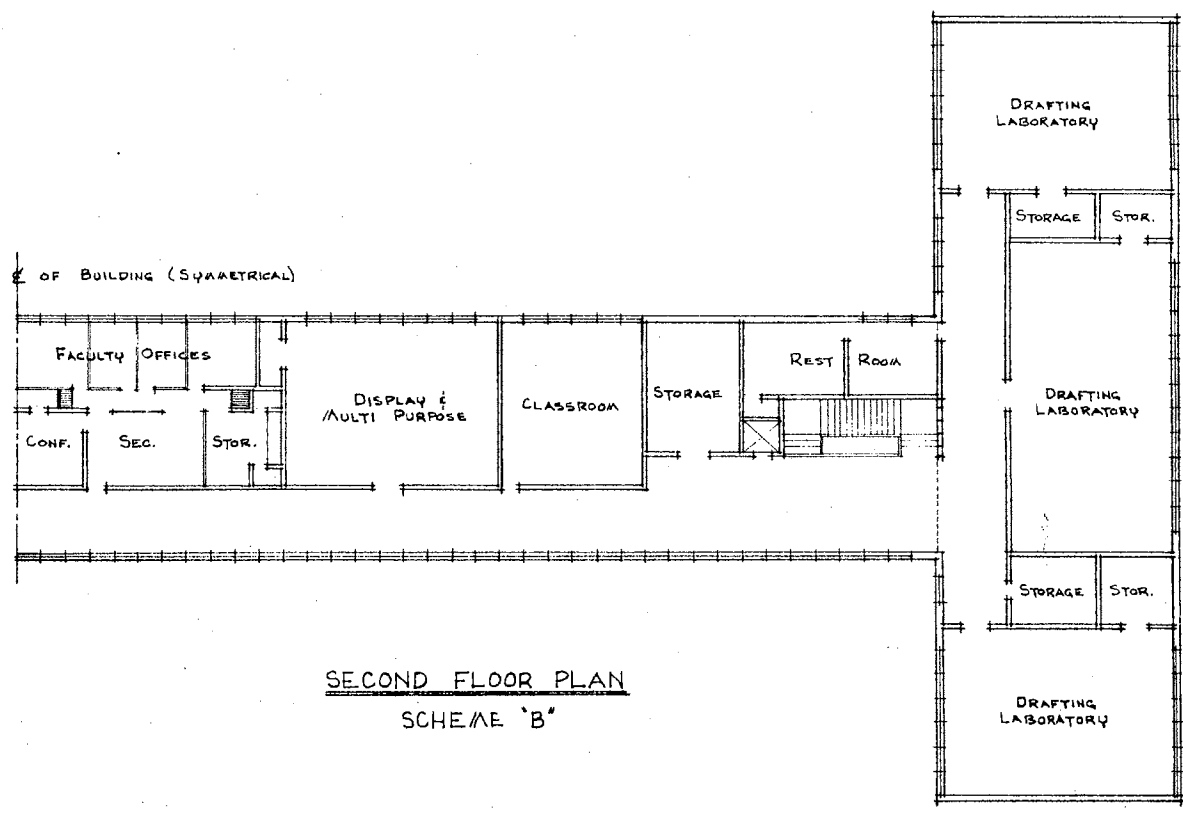 DRAFTING
LABORATORY
STORAGE
STOR.
℄ OF BUILDING (SYMMETRICAL)
FACULTY OFFICES
REST ROOM
DISPLAY &
MULTI PURPOSE
CLASSROOM
STORAGE
DRAFTING
LABORATORY
CONF.
SEC.
STOR.
STORAGE
STOR.
SECOND FLOOR PLAN
SCHEME "B"
DRAFTING
LABORATORY